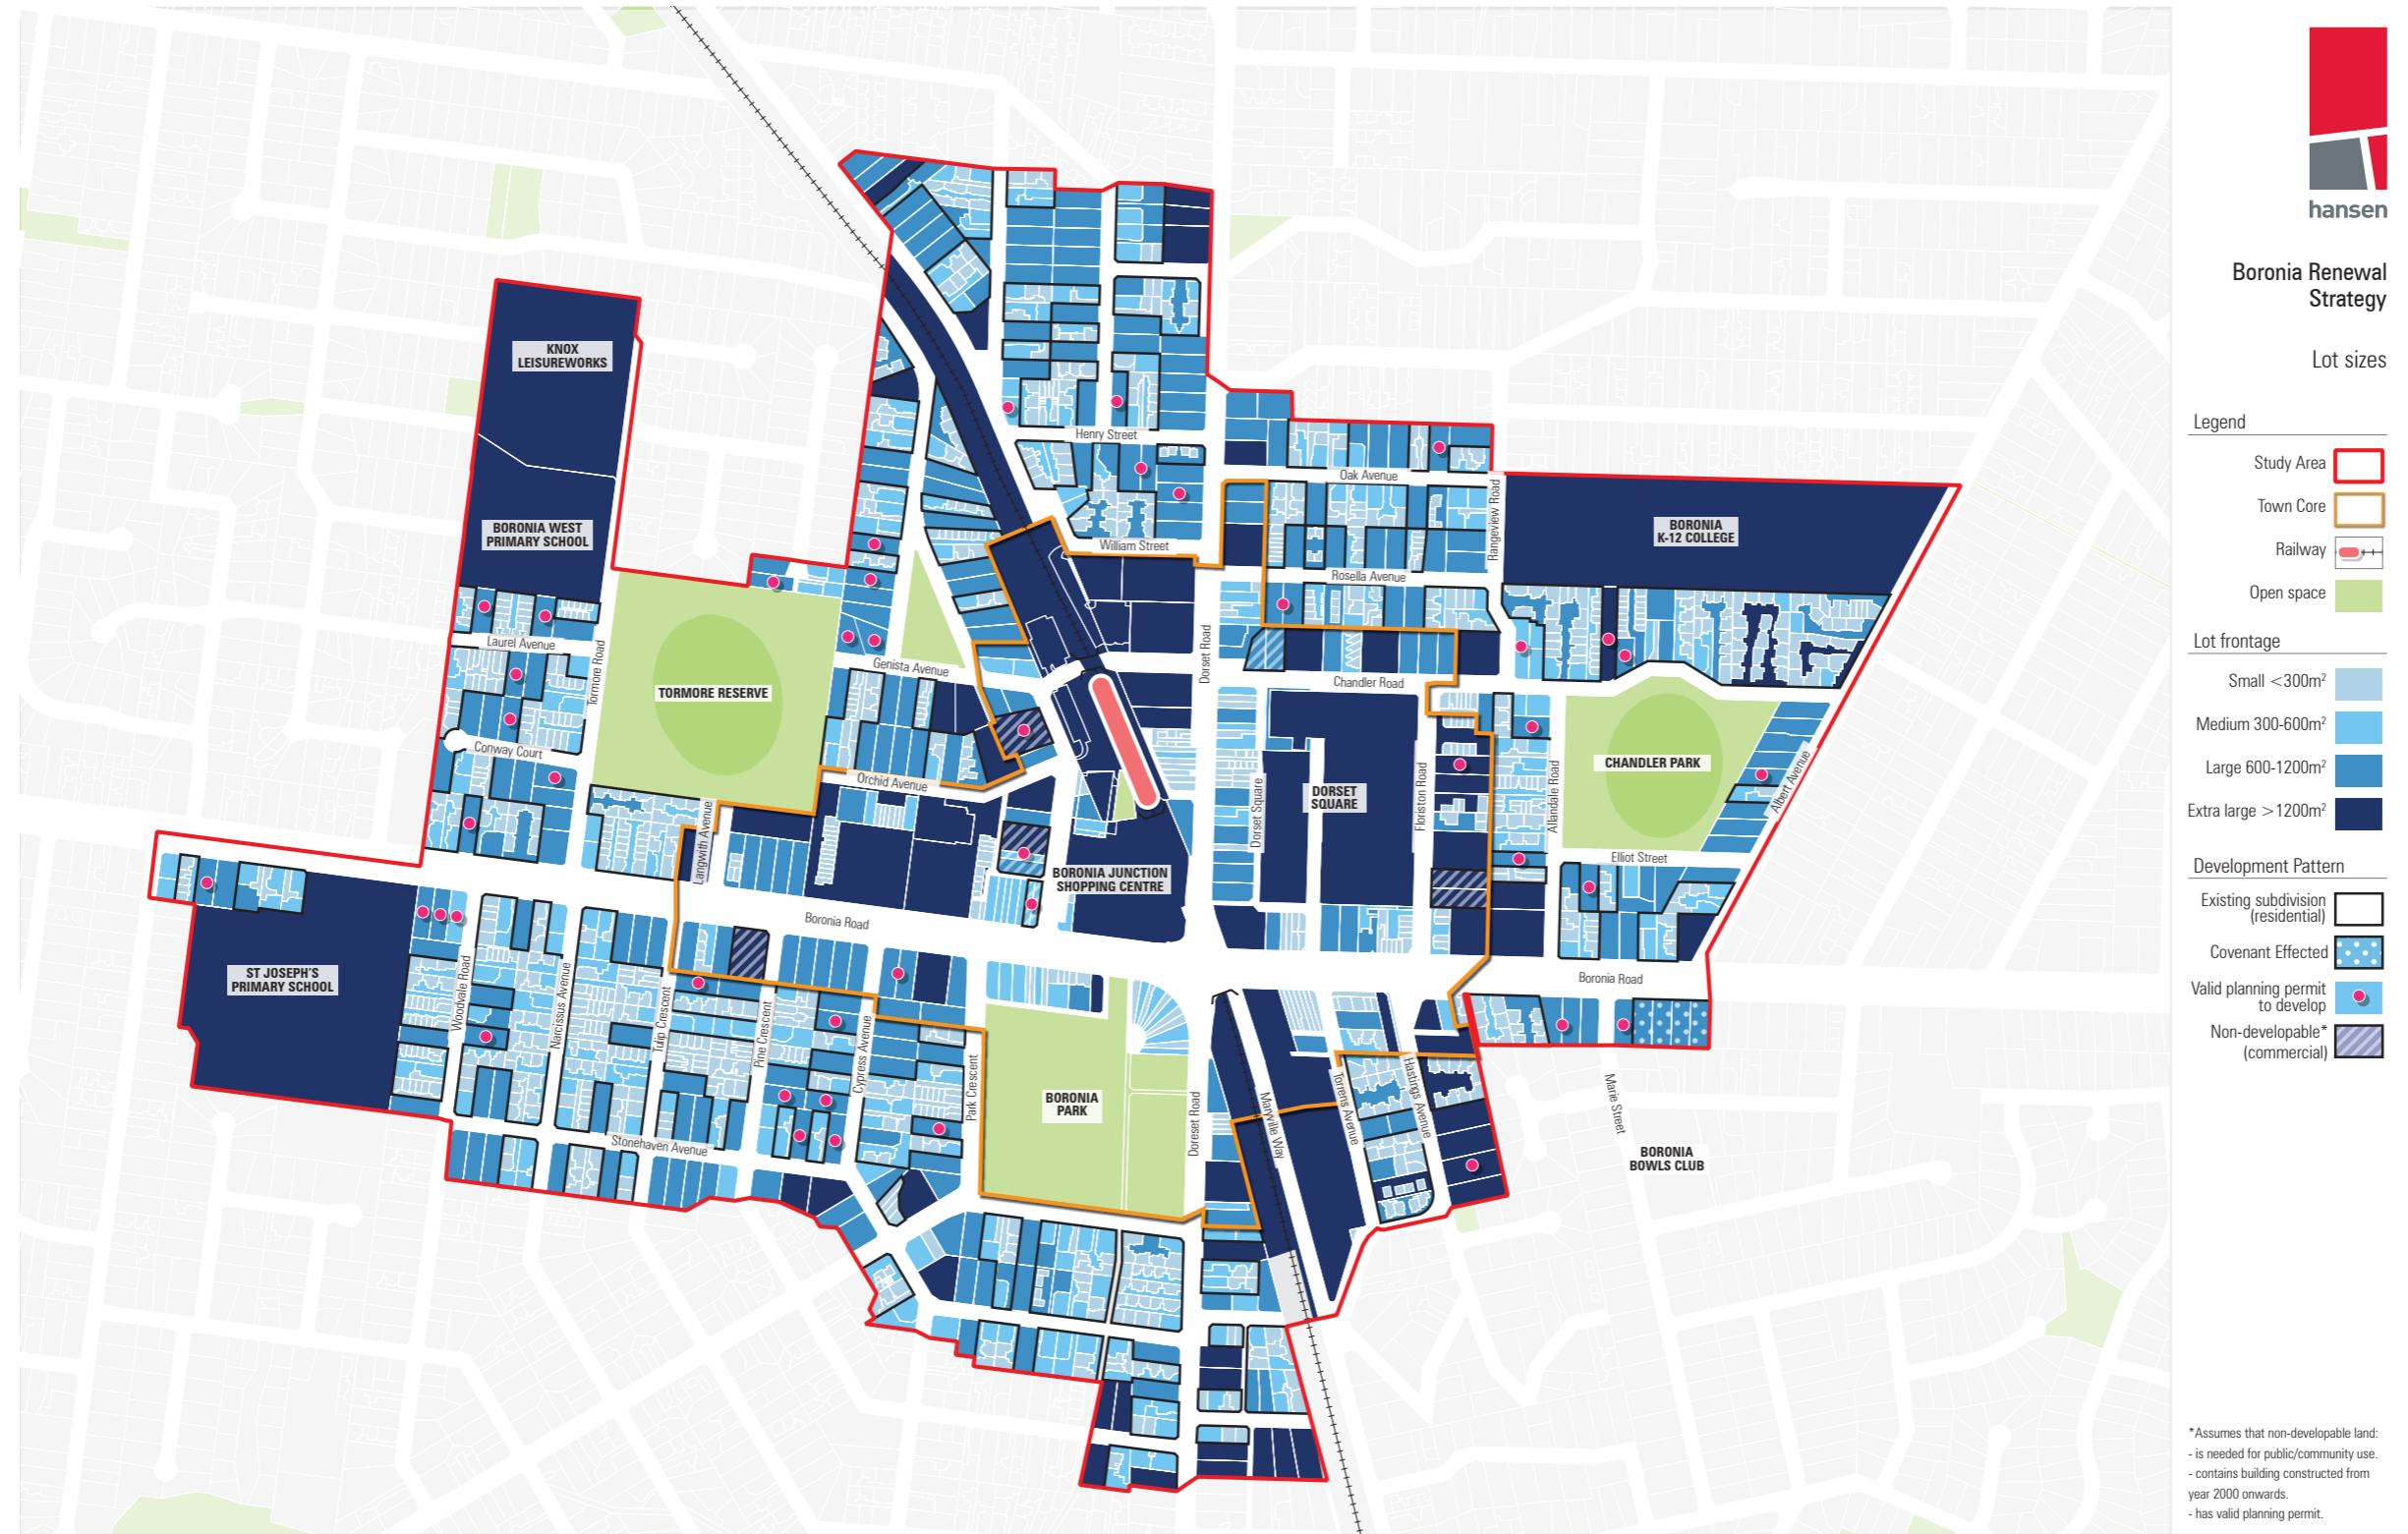 hansen
Boronia Renewal
Strategy
Lot sizes
Legend
Study Area
Town Core
Railway
Open space
Lot frontage
Small <300m²
Medium 300-600m²
Large 600-1200m²
Extra large >1200m²
Development Pattern
Existing subdivision
(residential)
Covenant Effected
Valid planning permit
to develop
Non-developable*
(commercial)
*Assumes that non-developable land:
- is needed for public/community use.
- contains building constructed from
year 2000 onwards.
- has valid planning permit.
KNOX
LEISUREWORKS
BORONIA WEST
PRIMARY SCHOOL
Laurel Avenue
Tormore Road
Conway Court
TORMORE RESERVE
Genista Avenue
Orchid Avenue
Langwith Avenue
Henry Street
William Street
Oak Avenue
Rangeview Road
Rosella Avenue
BORONIA
K-12 COLLEGE
Dorset Road
Chandler Road
CHANDLER PARK
Albert Avenue
Allandale Road
Floriston Road
DORSET
SQUARE
Dorset Square
Elliot Street
BORONIA JUNCTION
SHOPPING CENTRE
Boronia Road
Boronia Road
ST JOSEPH'S
PRIMARY SCHOOL
Woodvale Road
Narcissus Avenue
Tulip Crescent
Pine Crescent
Cypress Avenue
Park Crescent
Stonehaven Avenue
BORONIA
PARK
Doreset Road
Maryville Way
Torrens Avenue
Hastings Avenue
Marie Street
BORONIA
BOWLS CLUB